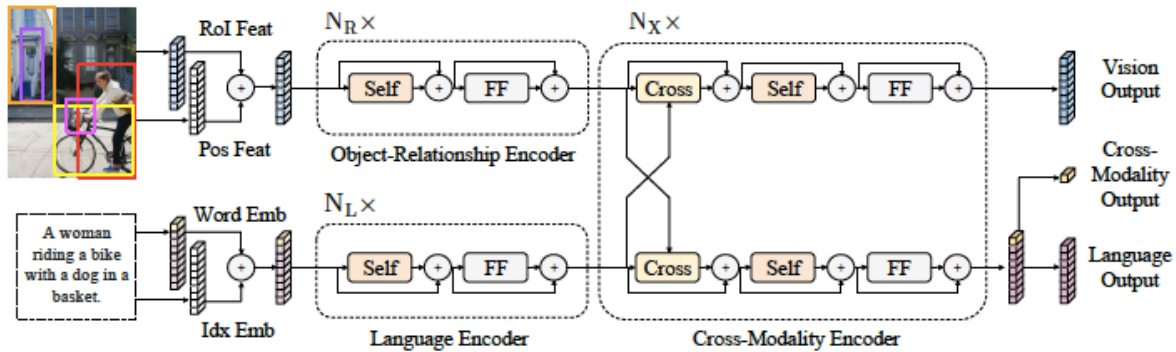 RoI Feat
Pos Feat
N_R ×
Self
+
FF
+
Object-Relationship Encoder
A woman
riding a bike
with a dog in a
basket.
Word Emb
+
Idx Emb
N_L ×
Self
+
FF
+
Language Encoder
N_X ×
Cross
+
Self
+
FF
+
Cross
+
Self
+
FF
+
Cross-Modality Encoder
Vision
Output
Cross-
Modality
Output
Language
Output